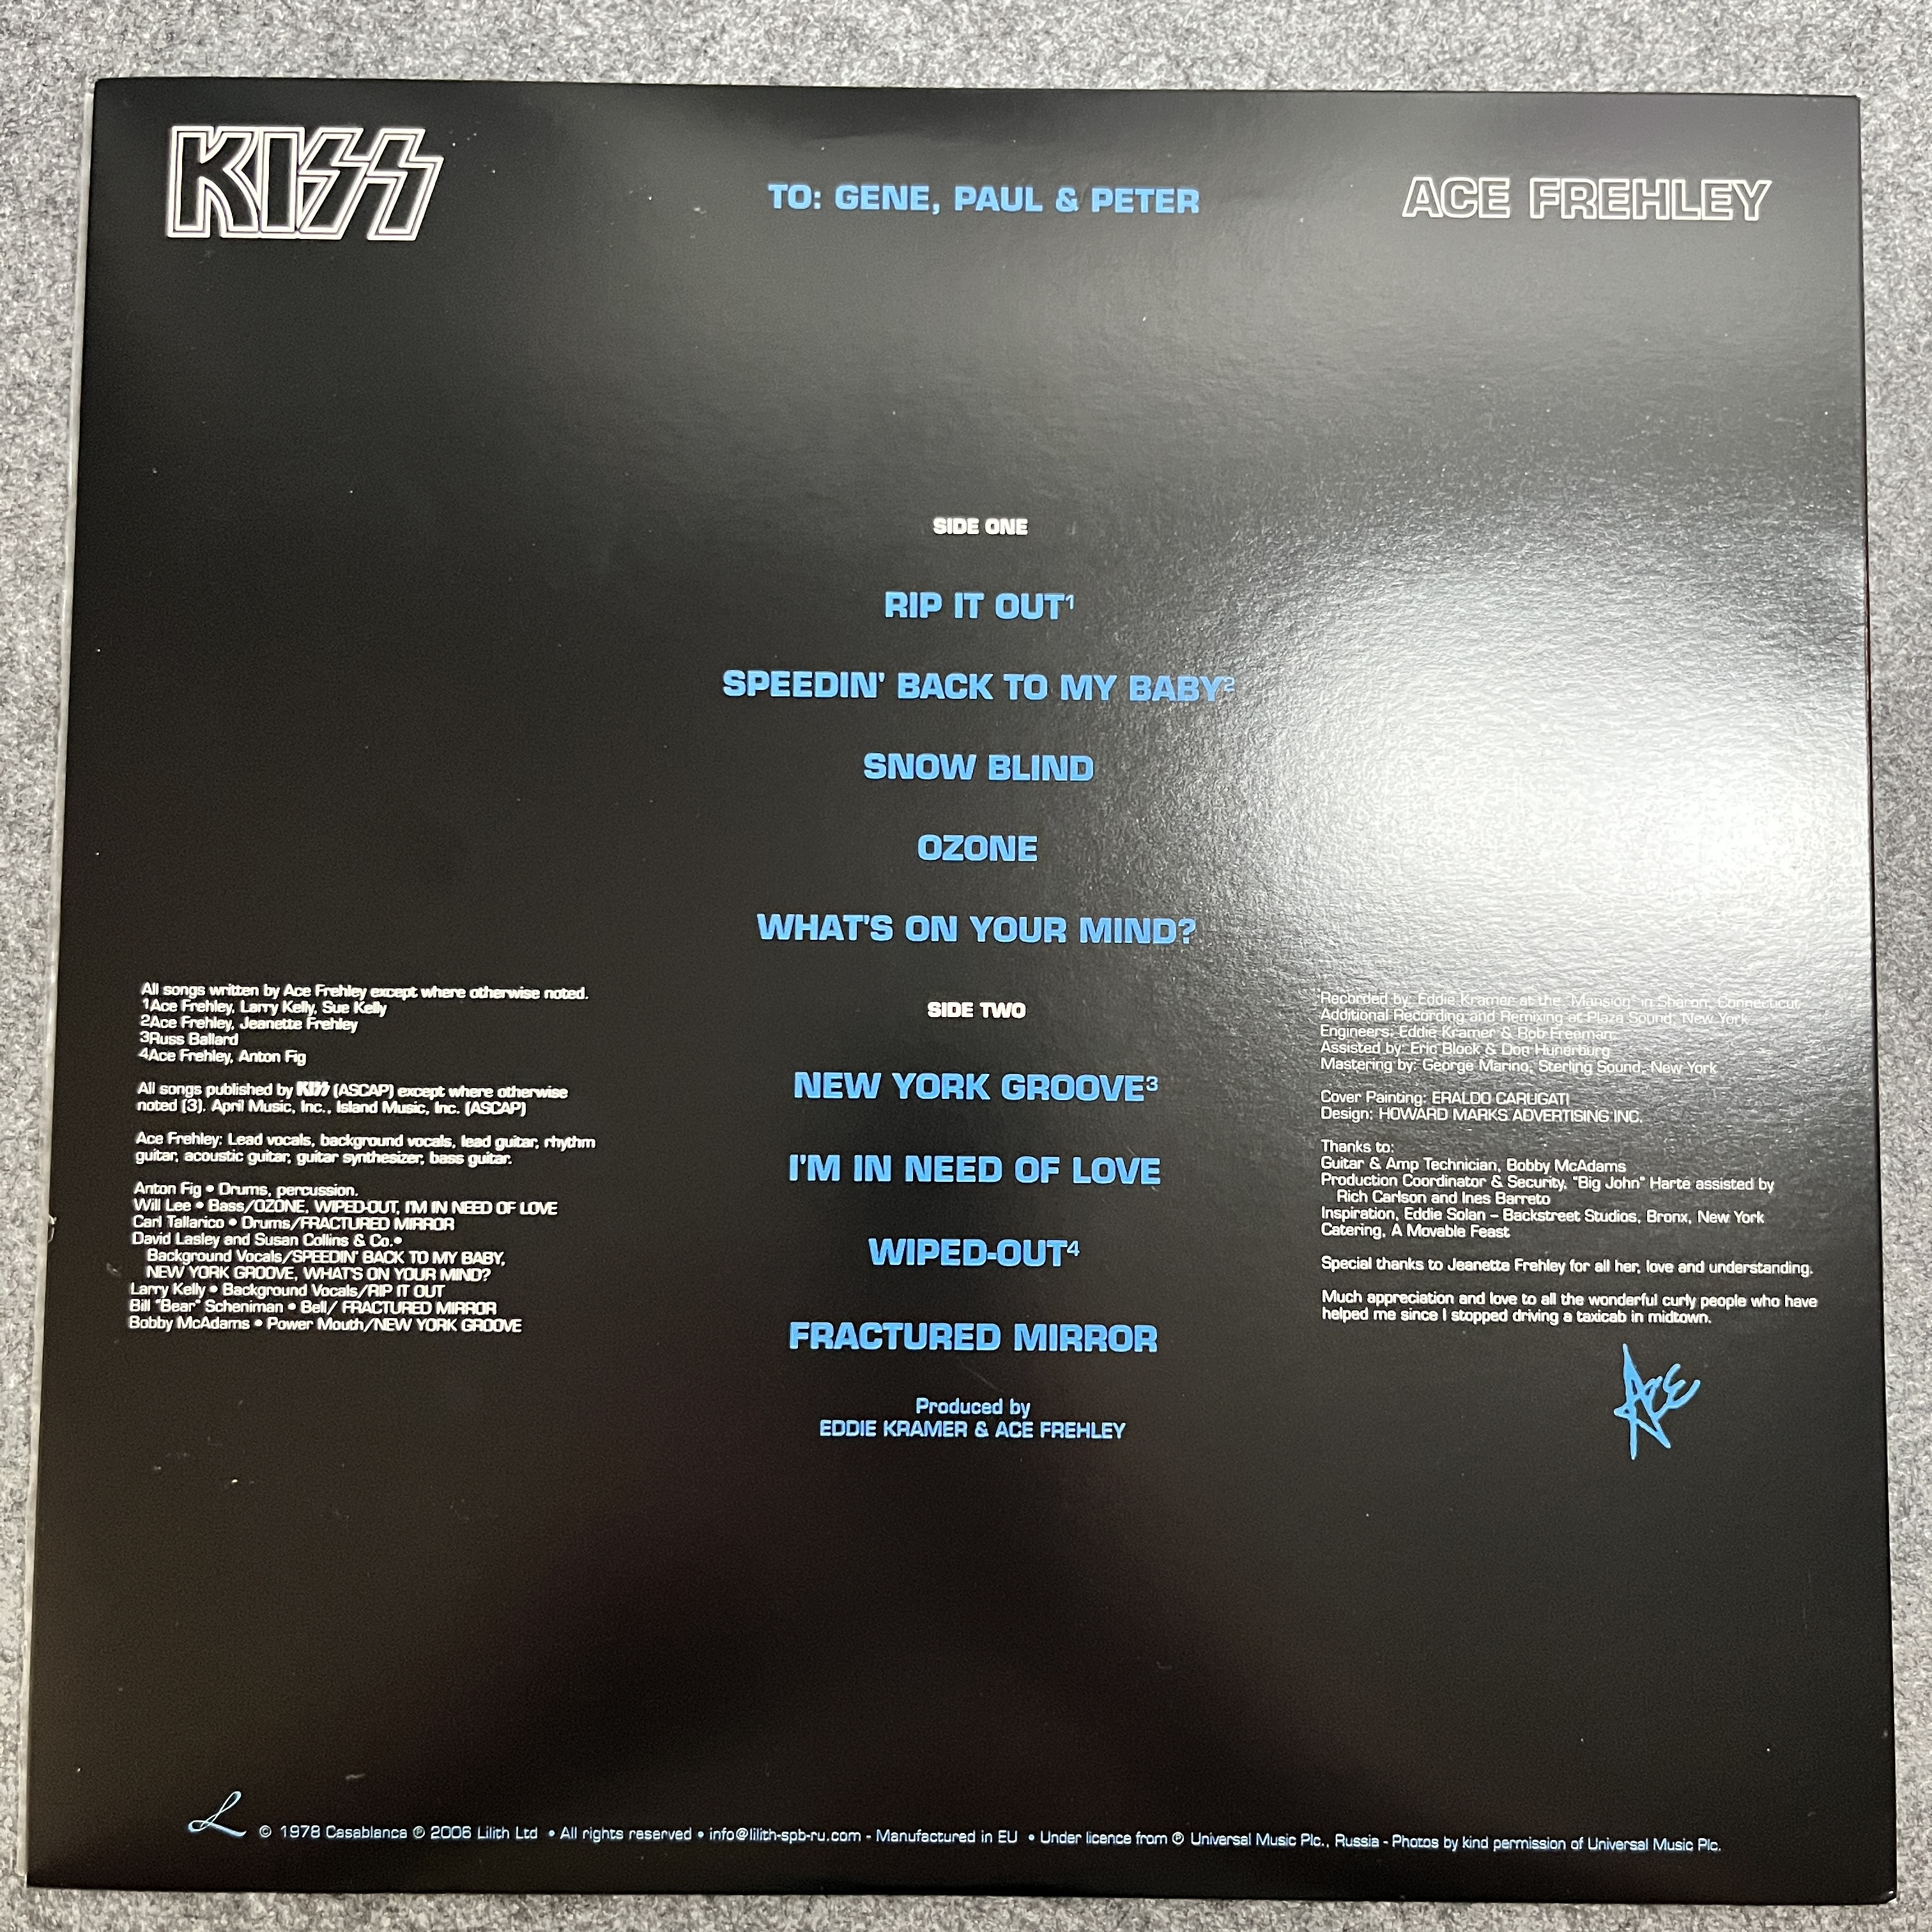 KISS
TO: GENE, PAUL & PETER
ACE FREHLEY
SIDE ONE
RIP IT OUT¹
SPEEDIN' BACK TO MY BABY²
SNOW BLIND
OZONE
WHAT'S ON YOUR MIND?
SIDE TWO
NEW YORK GROOVE³
I'M IN NEED OF LOVE
WIPED-OUT⁴
FRACTURED MIRROR
Produced by
EDDIE KRAMER & ACE FREHLEY
All songs written by Ace Frehley except where otherwise noted.
¹Ace Frehley, Larry Kelly, Sue Kelly
²Ace Frehley, Jeanette Frehley
³Russ Ballard
⁴Ace Frehley, Anton Fig
All songs published by KISS (ASCAP) except where otherwise
noted (3). April Music, Inc., Island Music, Inc. (ASCAP)
Ace Frehley: Lead vocals, background vocals, lead guitar, rhythm
guitar, acoustic guitar, guitar synthesizer, bass guitar.
Anton Fig • Drums, percussion.
Will Lee • Bass/OZONE, WIPED-OUT, I'M IN NEED OF LOVE
Carl Tallarico • Drums/FRACTURED MIRROR
David Lasley and Susan Collins & Co.•
Background Vocals/SPEEDIN' BACK TO MY BABY,
NEW YORK GROOVE, WHAT'S ON YOUR MIND?
Larry Kelly • Background Vocals/RIP IT OUT
Bill "Bear" Scheniman • Bell/ FRACTURED MIRROR
Bobby McAdams • Power Mouth/NEW YORK GROOVE
Recorded by: Eddie Kramer at the "Mansion" in Sharon, Connecticut
Additional Recording and Remixing at Plaza Sound, New York
Engineers: Eddie Kramer & Rob Freeman
Assisted by: Eric Block & Don Hunerburg
Mastering by: George Marino, Sterling Sound, New York
Cover Painting: ERALDO CARUGATI
Design: HOWARD MARKS ADVERTISING INC.
Thanks to:
Guitar & Amp Technician, Bobby McAdams
Production Coordinator & Security, "Big John" Harte assisted by
Rich Carlson and Ines Barreto
Inspiration, Eddie Solan – Backstreet Studios, Bronx, New York
Catering, A Movable Feast
Special thanks to Jeanette Frehley for all her, love and understanding.
Much appreciation and love to all the wonderful curly people who have
helped me since I stopped driving a taxicab in midtown.
Ace
L © 1978 Casablanca ℗ 2006 Lilith Ltd • All rights reserved • info@lilith-spb-ru.com - Manufactured in EU • Under licence from ℗ Universal Music Plc., Russia - Photos by kind permission of Universal Music Plc.